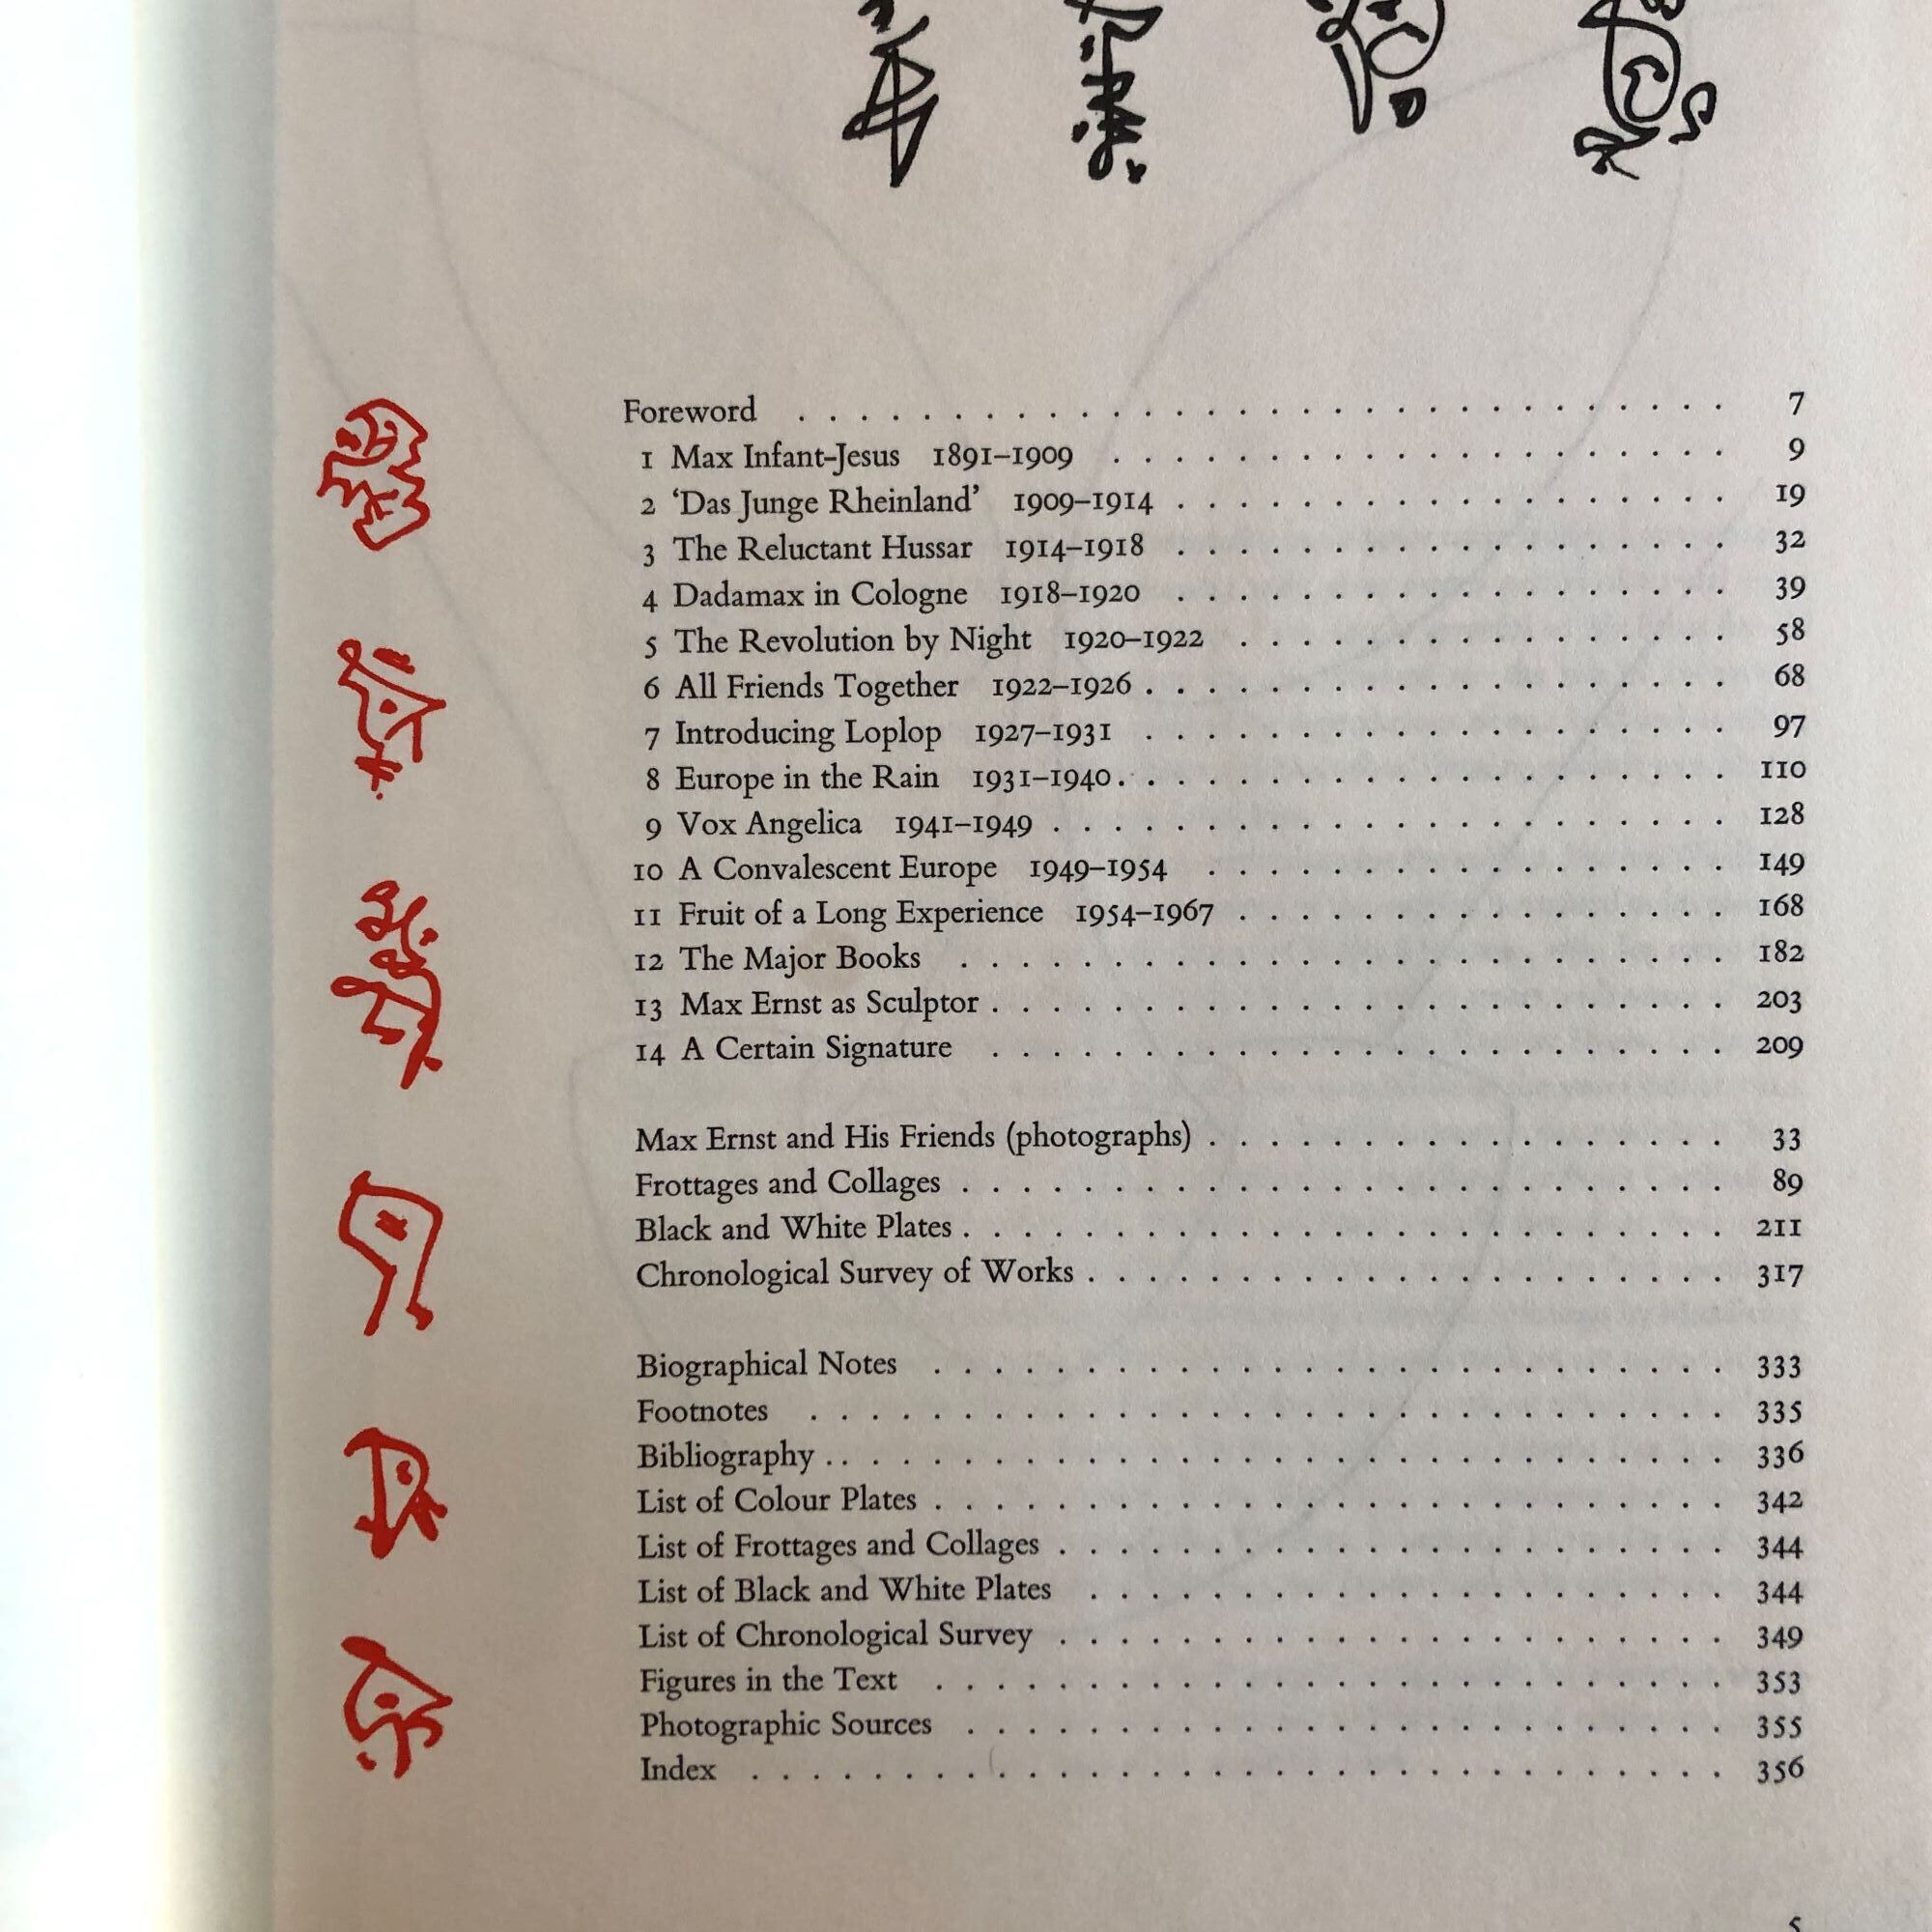 Foreword . . . . . . . . . . . . . . . . . . . . . . . . . . . . . . . 7
1 Max Infant-Jesus 1891–1909 . . . . . . . . . . . . . . . . . . . . . 9
2 ‘Das Junge Rheinland’ 1909–1914 . . . . . . . . . . . . . . . . . . 19
3 The Reluctant Hussar 1914–1918 . . . . . . . . . . . . . . . . . . 32
4 Dadamax in Cologne 1918–1920 . . . . . . . . . . . . . . . . . . 39
5 The Revolution by Night 1920–1922 . . . . . . . . . . . . . . . . 58
6 All Friends Together 1922–1926 . . . . . . . . . . . . . . . . . . . 68
7 Introducing Loplop 1927–1931 . . . . . . . . . . . . . . . . . . . 97
8 Europe in the Rain 1931–1940 . . . . . . . . . . . . . . . . . . . . 110
9 Vox Angelica 1941–1949 . . . . . . . . . . . . . . . . . . . . . . 128
10 A Convalescent Europe 1949–1954 . . . . . . . . . . . . . . . . . 149
11 Fruit of a Long Experience 1954–1967 . . . . . . . . . . . . . . . . 168
12 The Major Books . . . . . . . . . . . . . . . . . . . . . . . . . 182
13 Max Ernst as Sculptor . . . . . . . . . . . . . . . . . . . . . . . . 203
14 A Certain Signature . . . . . . . . . . . . . . . . . . . . . . . . 209
Max Ernst and His Friends (photographs) . . . . . . . . . . . . . . . . . 33
Frottages and Collages . . . . . . . . . . . . . . . . . . . . . . . . . 89
Black and White Plates . . . . . . . . . . . . . . . . . . . . . . . . . 211
Chronological Survey of Works . . . . . . . . . . . . . . . . . . . . . 317
Biographical Notes . . . . . . . . . . . . . . . . . . . . . . . . . . 333
Footnotes . . . . . . . . . . . . . . . . . . . . . . . . . . . . . . 335
Bibliography . . . . . . . . . . . . . . . . . . . . . . . . . . . . . . 336
List of Colour Plates . . . . . . . . . . . . . . . . . . . . . . . . . . 342
List of Frottages and Collages . . . . . . . . . . . . . . . . . . . . . . 344
List of Black and White Plates . . . . . . . . . . . . . . . . . . . . . 344
List of Chronological Survey . . . . . . . . . . . . . . . . . . . . . . 349
Figures in the Text . . . . . . . . . . . . . . . . . . . . . . . . . . 353
Photographic Sources . . . . . . . . . . . . . . . . . . . . . . . . . 355
Index . . . . . . . . . . . . . . . . . . . . . . . . . . . . . . . . 356
5